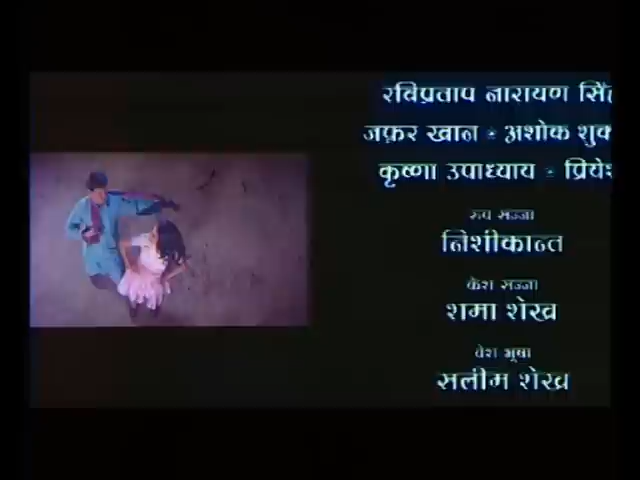 रविप्रताप नारायण
जफ़र खान - अशोक
कृष्णा उपाध्याय -
रुप सज्जा
निशीकान्त
केश सज्जा
शमा शेख
वेश भूषा
सलीम शेख